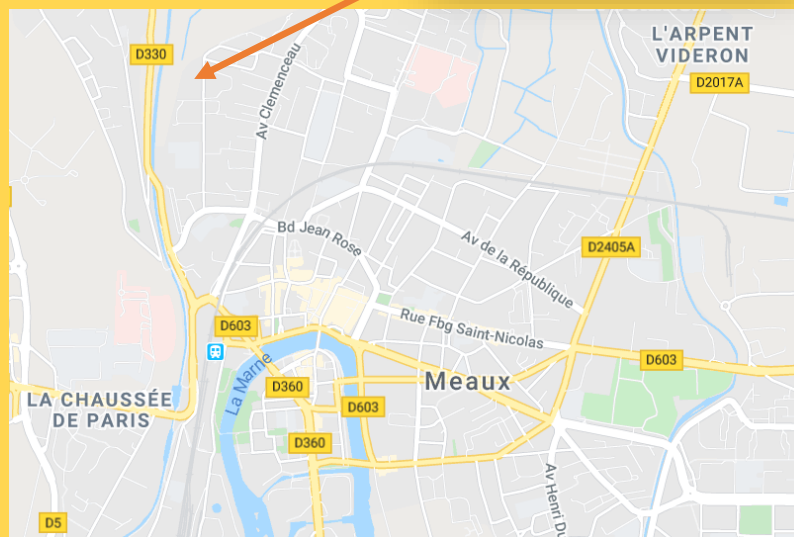 L'ARPENT
VIDERON
D330
D2017A
Av Clemenceau
Bd Jean Rose
Av de la République
D2405A
Rue Fbg Saint-Nicolas
D603
D603
La Marne
Meaux
D360
LA CHAUSSÉE
DE PARIS
D603
D360
Av Henri Du
D5